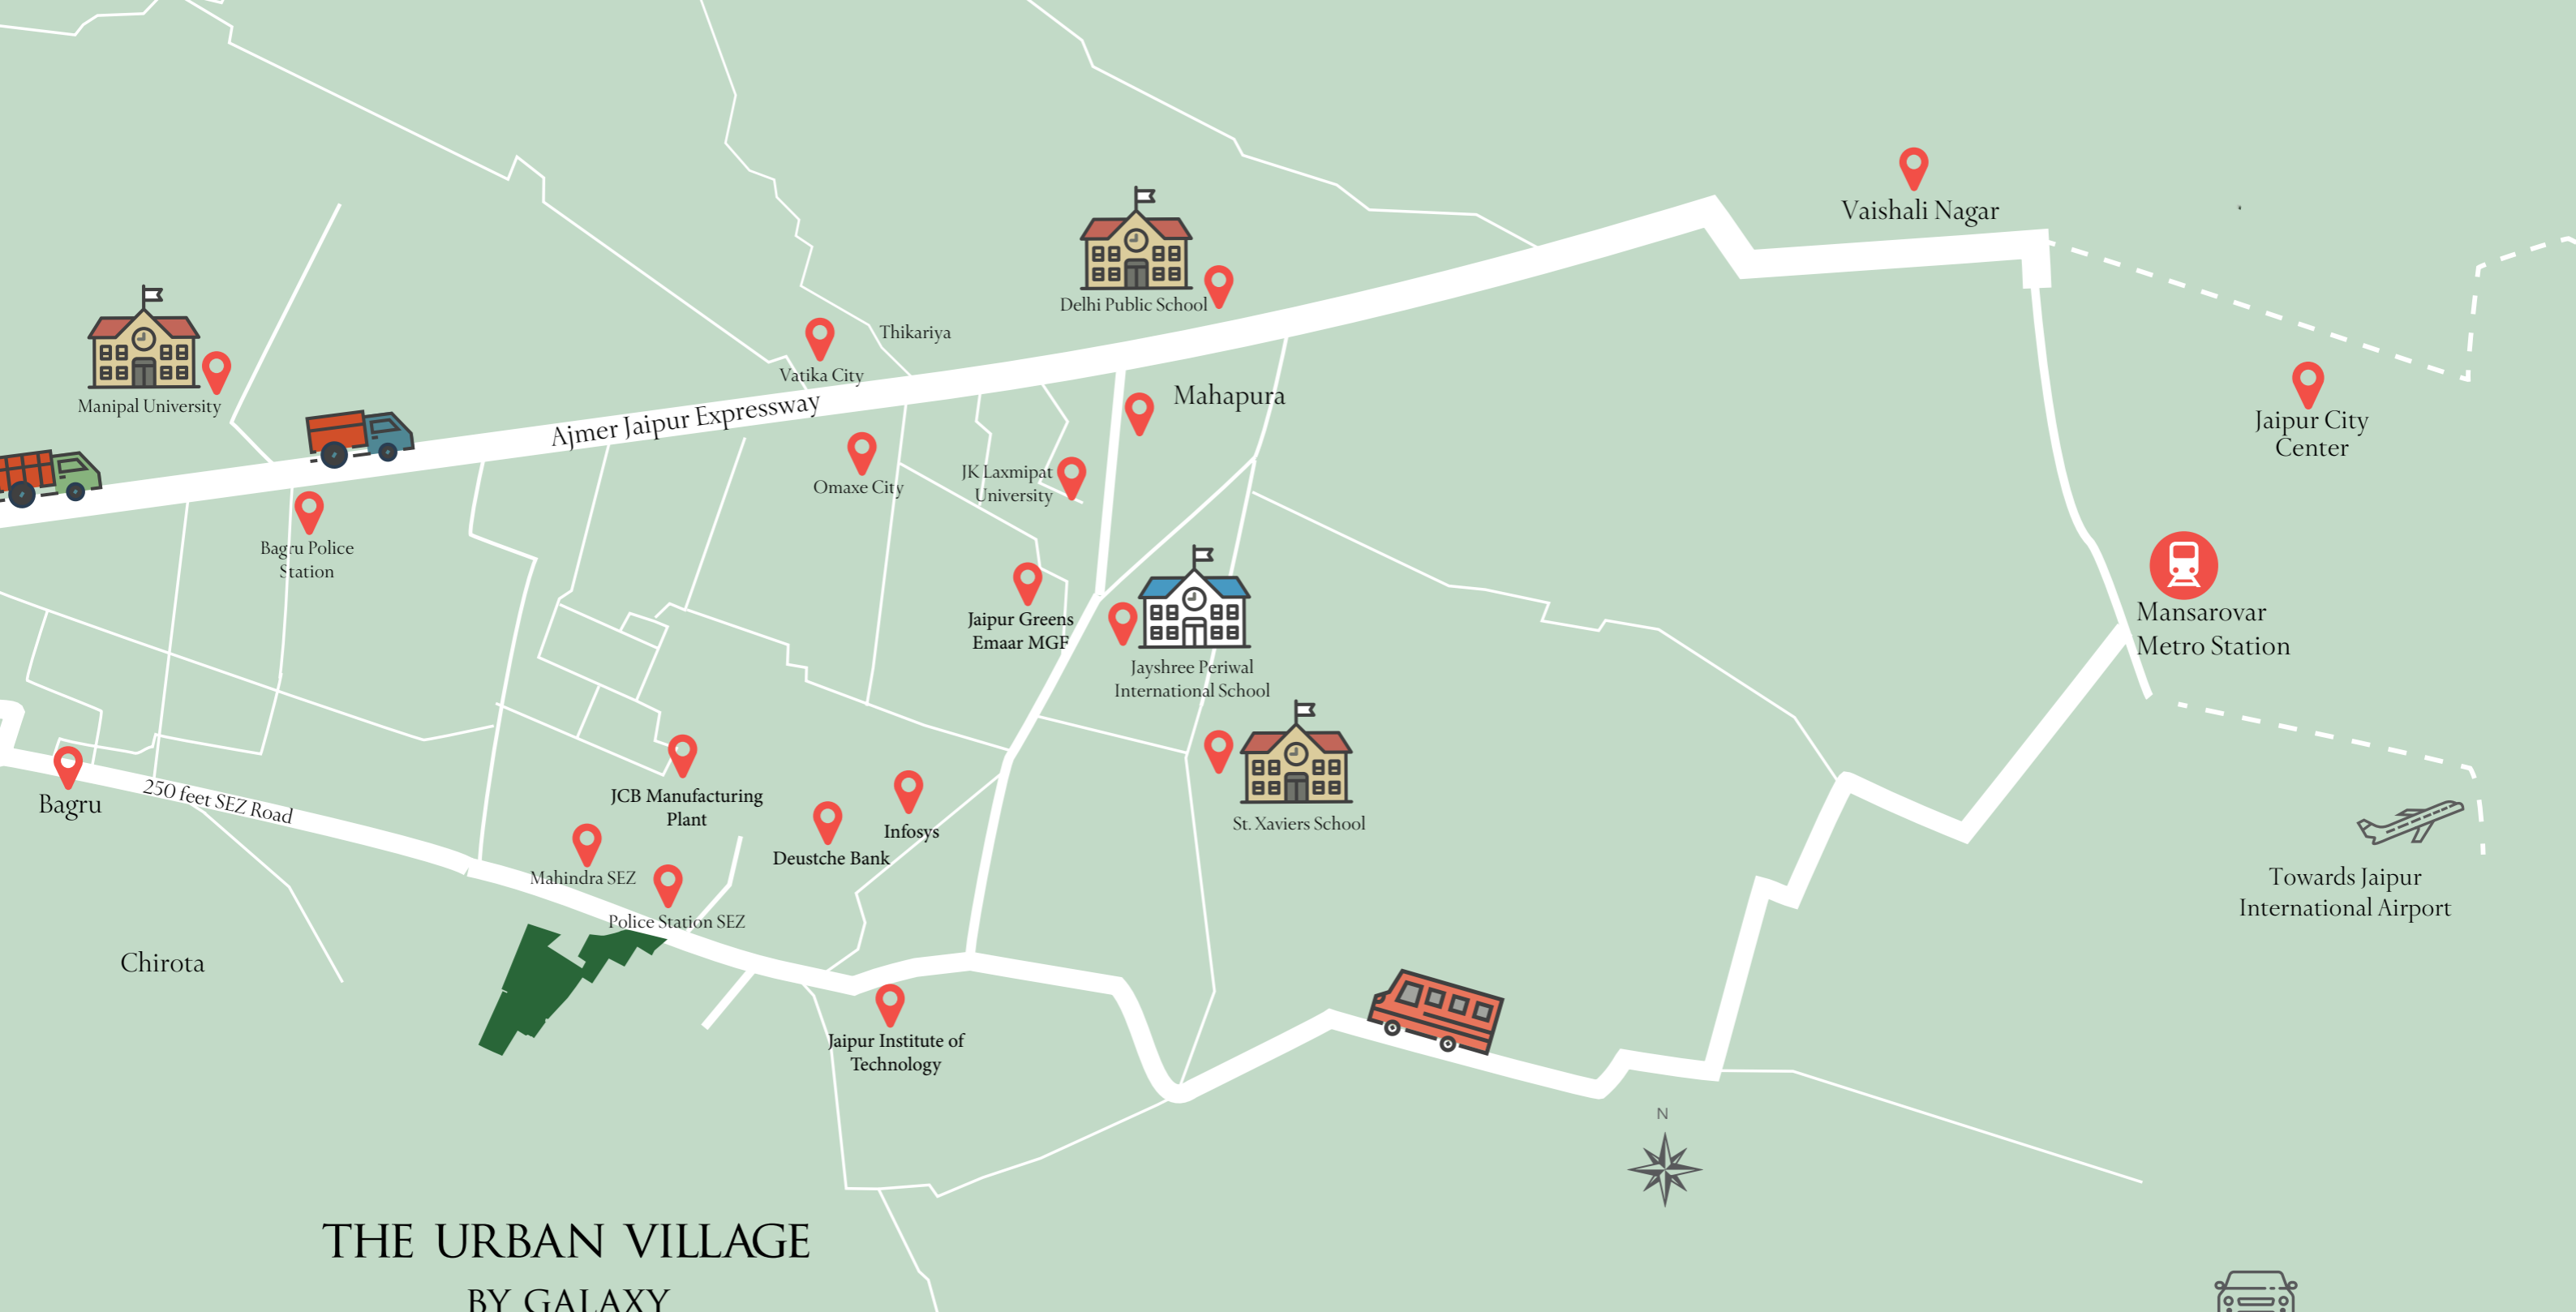 Vaishali Nagar
Delhi Public School
Thikariya
Vatika City
Manipal University
Ajmer Jaipur Expressway
Mahapura
Jaipur City
Center
JK Laxmipat
University
Omaxe City
Bagru Police
Station
Jaipur Greens
Emaar MGF
Mansarovar
Metro Station
Jayshree Periwal
International School
JCB Manufacturing
Plant
Bagru
250 feet SEZ Road
Infosys
St. Xaviers School
Deustche Bank
Mahindra SEZ
Police Station SEZ
Towards Jaipur
International Airport
Chirota
Jaipur Institute of
Technology
N
THE URBAN VILLAGE
BY GALAXY